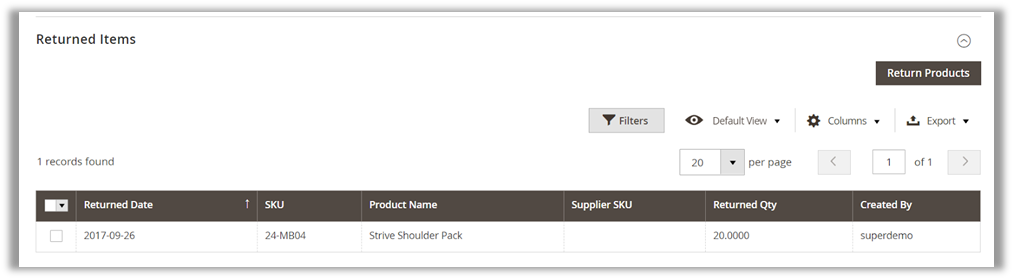 Returned Items
Return Products
Filters Default View Columns Export
1 records found 20 per page 1 of 1
Returned Date ↑ SKU Product Name Supplier SKU Returned Qty Created By
2017-09-26 24-MB04 Strive Shoulder Pack 20.0000 superdemo